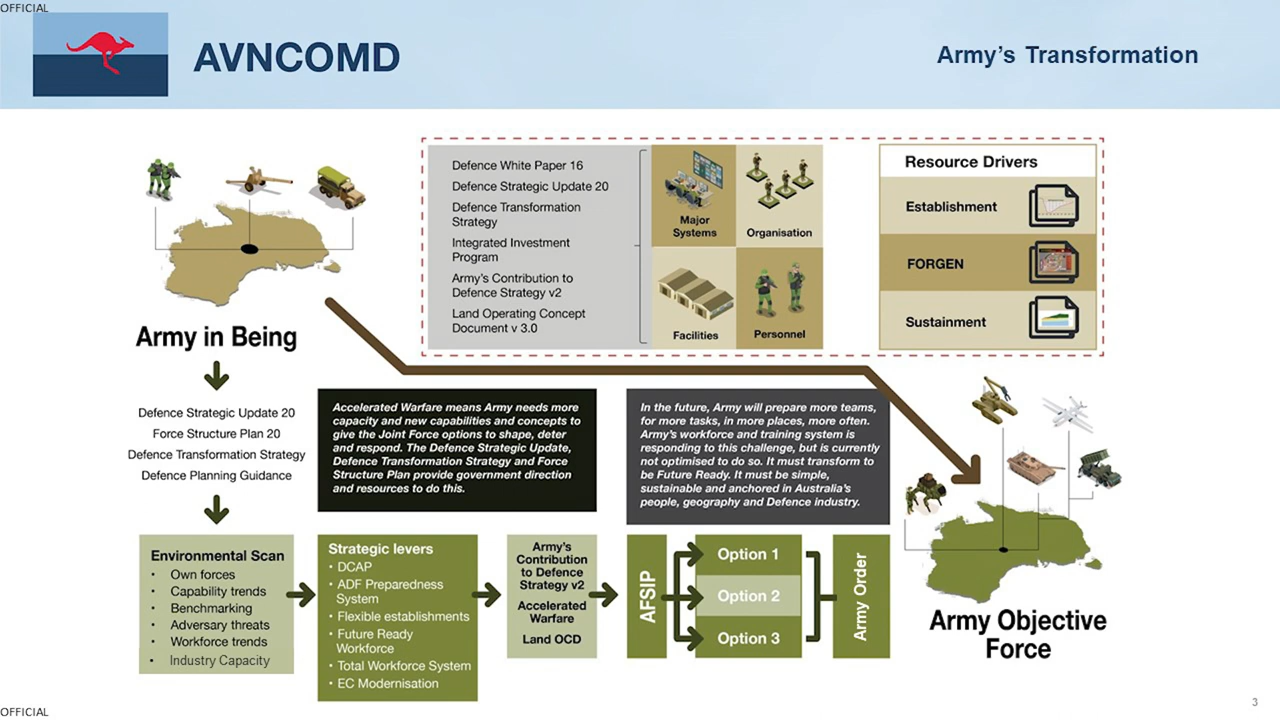 OFFICIAL
AVNCOMD
Army's Transformation
Defence White Paper 16
Defence Strategic Update 20
Defence Transformation
Strategy
Integrated Investment
Program
Army's Contribution to
Defence Strategy v2
Land Operating Concept
Document v 3.0
Major
Systems
Organisation
Facilities
Personnel
Resource Drivers
Establishment
FORGEN
Sustainment
Army in Being
Defence Strategic Update 20
Force Structure Plan 20
Defence Transformation Strategy
Defence Planning Guidance
Accelerated Warfare means Army needs more
capacity and new capabilities and concepts to
give the Joint Force options to shape, deter
and respond. The Defence Strategic Update,
Defence Transformation Strategy and Force
Structure Plan provide government direction
and resources to do this.
In the future, Army will prepare more teams,
for more tasks, in more places, more often.
Army's workforce and training system is
responding to this challenge, but is currently
not optimised to do so. It must transform to
be Future Ready. It must be simple,
sustainable and anchored in Australia's
people, geography and Defence industry.
Environmental Scan
• Own forces
• Capability trends
• Benchmarking
• Adversary threats
• Workforce trends
• Industry Capacity
Strategic levers
• DCAP
• ADF Preparedness
System
• Flexible establishments
• Future Ready
Workforce
• Total Workforce System
• EC Modernisation
Army's
Contribution
to Defence
Strategy v2
Accelerated
Warfare
Land OCD
AFSIP
Option 1
Option 2
Option 3
Army Order
Army Objective
Force
3
OFFICIAL